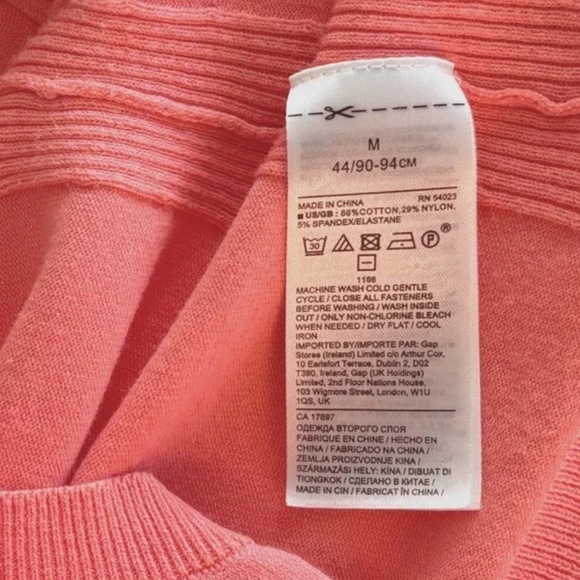 M
44/90-94CM
MADE IN CHINA RN 54023
US/GB : 66%COTTON,29% NYLON,
5% SPANDEX/ELASTANE
30 P ®
1166
MACHINE WASH COLD GENTLE
CYCLE / CLOSE ALL FASTENERS
BEFORE WASHING / WASH INSIDE
OUT / ONLY NON-CHLORINE BLEACH
WHEN NEEDED / DRY FLAT / COOL
IRON
IMPORTED BY/IMPORTE PAR: Gap
Stores (Ireland) Limited c/o Arthur Cox,
10 Earlsfort Terrace, Dublin 2, D02
T380, Ireland, Gap (UK Holdings)
Limited, 2nd Floor Nations House,
103 Wigmore Street, London, W1U
1QS, UK
CA 17897
ОДЕЖДА ВТОРОГО СЛОЯ
FABRIQUE EN CHINE / HECHO EN
CHINA / FABRICADO NA CHINA /
ZEMLJA PROIZVODNJE KINA /
SZÁRMAZÁSI HELY: KÍNA / DIBUAT DI
TIONGKOK / СДЕЛАНО В КИТАЕ /
MADE IN CIN / FABRICAT ÎN CHINA /